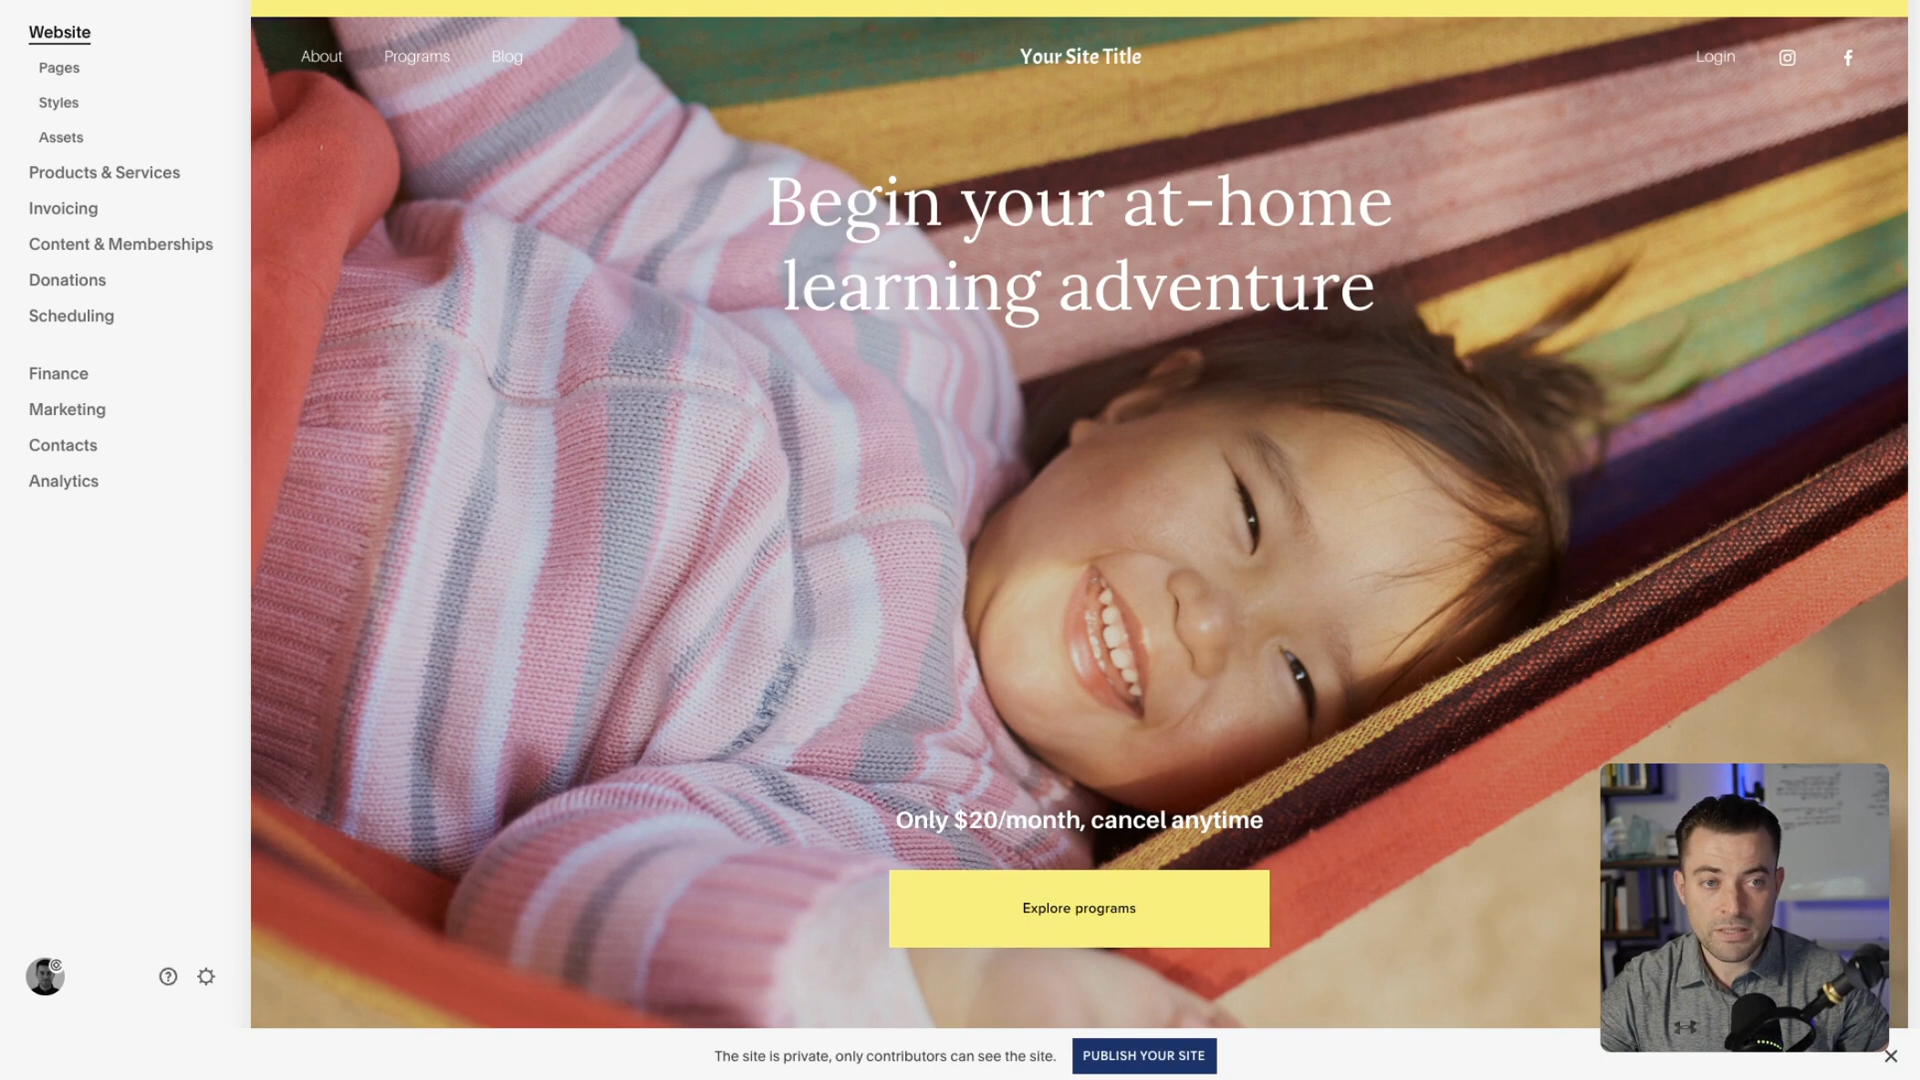 Website
Pages
Styles
Assets
Products & Services
Invoicing
Content & Memberships
Donations
Scheduling
Finance
Marketing
Contacts
Analytics
About
Programs
Blog
Your Site Title
Login
Begin your at-home
learning adventure
Only $20/month, cancel anytime
Explore programs
The site is private, only contributors can see the site.
PUBLISH YOUR SITE